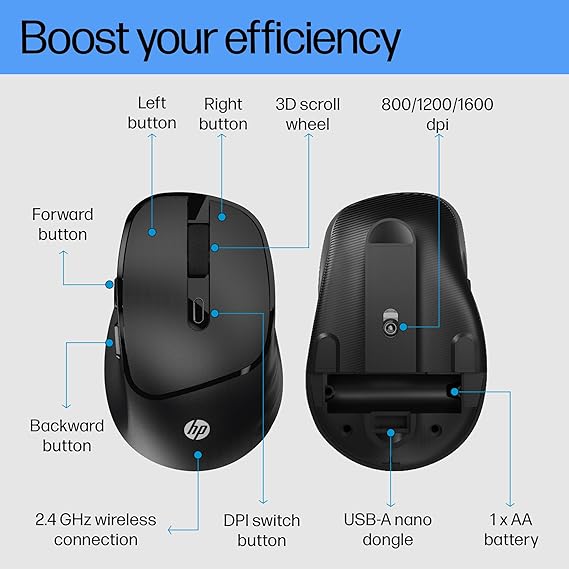 Boost your efficiency
Left
button
Right
button
3D scroll
wheel
800/1200/1600
dpi
Forward
button
Backward
button
hp
2.4 GHz wireless
connection
DPI switch
button
USB-A nano
dongle
1 x AA
battery